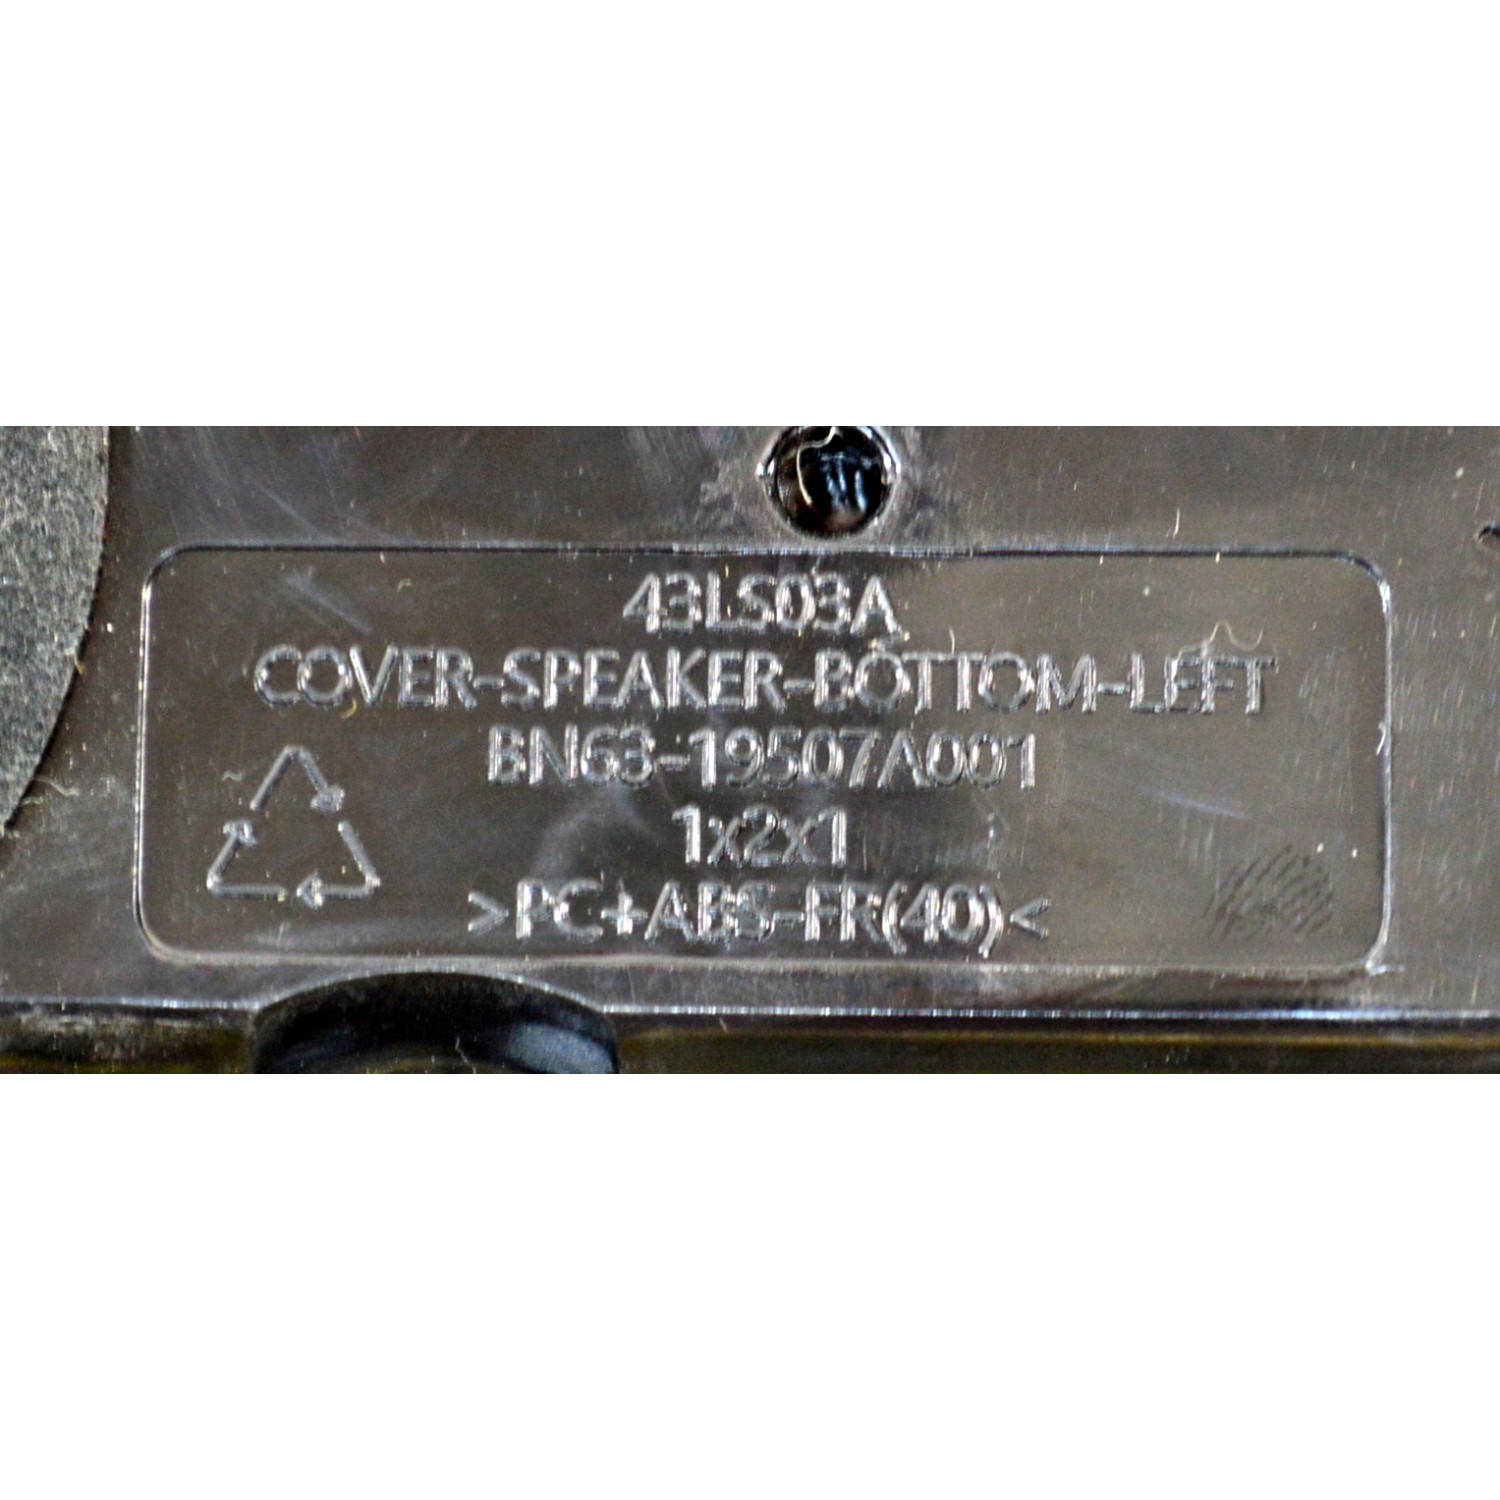 43LS03A
COVER-SPEAKER-BOTTOM-LEFT
BN63-19507A001
1x2x1
>PC+ABS-FR(40)<